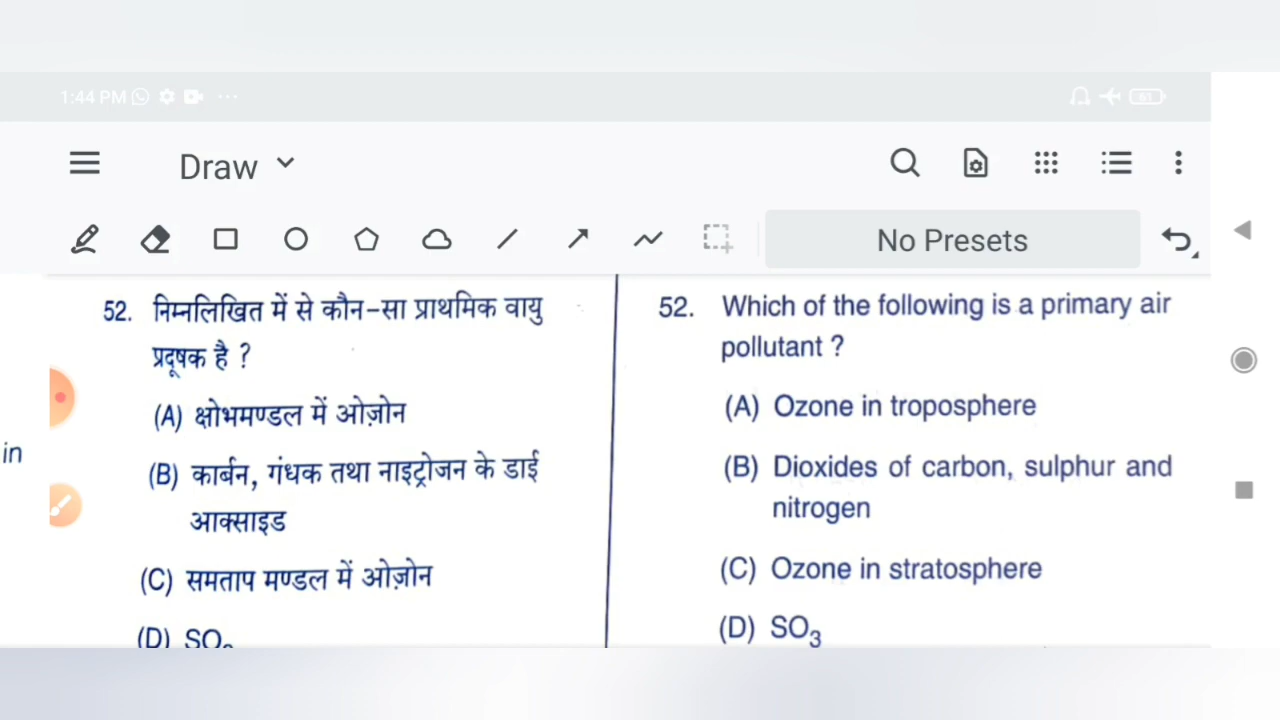 1:44 PM
61
Draw
No Presets
in
52. निम्नलिखित में से कौन-सा प्राथमिक वायु
प्रदूषक है ?
(A) क्षोभमण्डल में ओज़ोन
(B) कार्बन, गंधक तथा नाइट्रोजन के डाई
आक्साइड
(C) समताप मण्डल में ओज़ोन
(D) SO
52. Which of the following is a primary air
pollutant ?
(A) Ozone in troposphere
(B) Dioxides of carbon, sulphur and
nitrogen
(C) Ozone in stratosphere
(D) SO₃